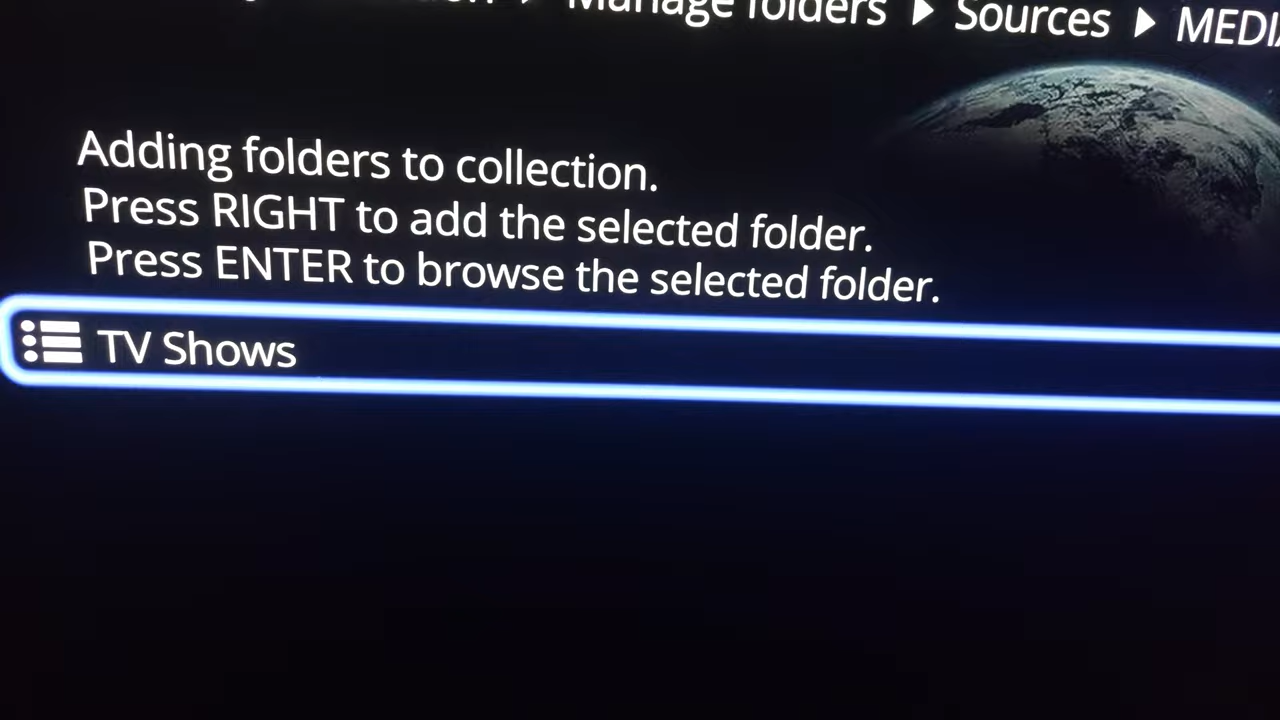 Manage folders ▶ Sources ▶
Adding folders to collection.
Press RIGHT to add the selected folder.
Press ENTER to browse the selected folder.
TV Shows